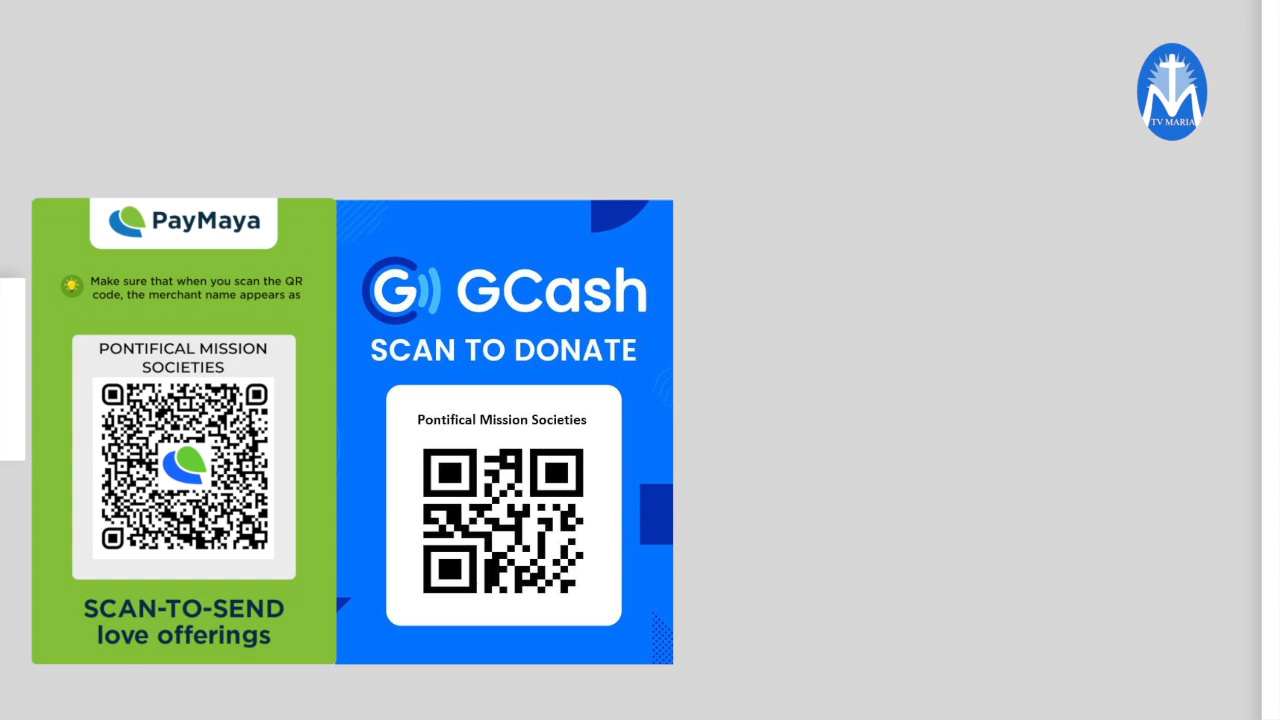 TV MARIA
PayMaya
Make sure that when you scan the QR
code, the merchant name appears as
PONTIFICAL MISSION
SOCIETIES
SCAN-TO-SEND
love offerings
G GCash
SCAN TO DONATE
Pontifical Mission Societies